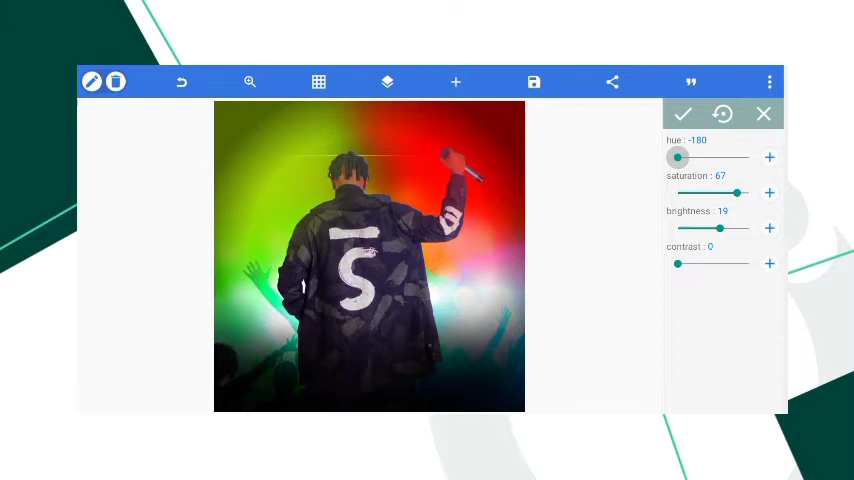 hue : -180
saturation : 67
brightness : 19
contrast : 0
S